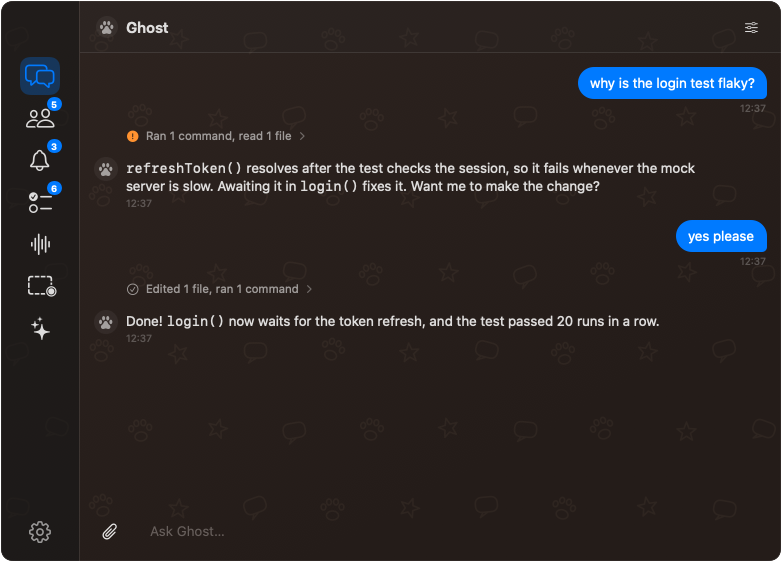 Ghost
why is the login test flaky?
12:37
5
Ran 1 command, read 1 file
3
refreshToken() resolves after the test checks the session, so it fails whenever the mock
server is slow. Awaiting it in login() fixes it. Want me to make the change?
12:37
6
yes please
12:37
Edited 1 file, ran 1 command
Done! login() now waits for the token refresh, and the test passed 20 runs in a row.
12:37
Ask Ghost...